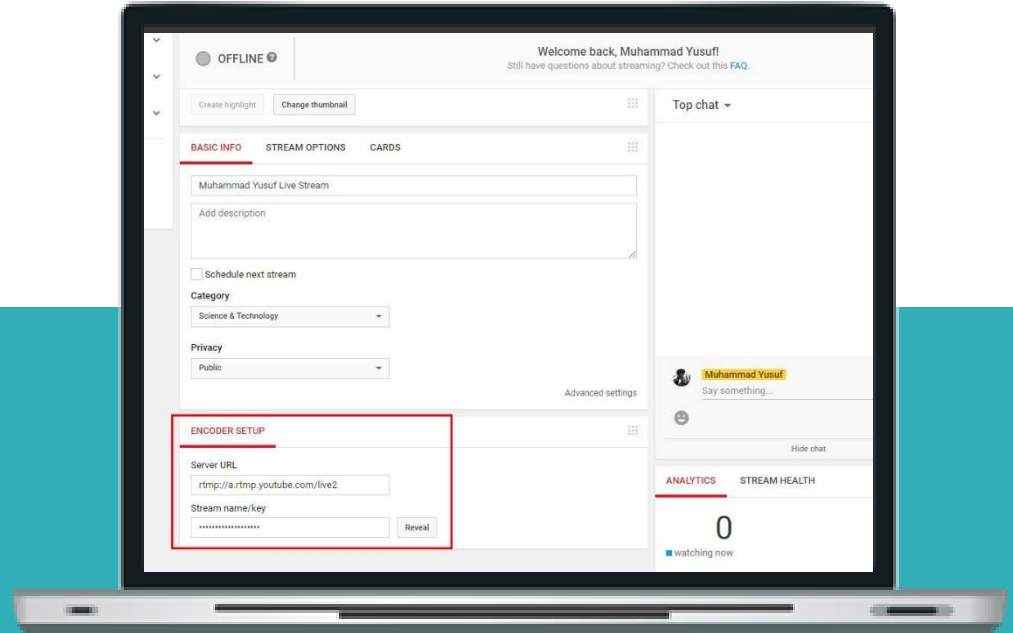 OFFLINE
Welcome back, Muhammad Yusuf!
Still have questions about streaming? Check out this FAQ.
Create highlight
Change thumbnail
BASIC INFO
STREAM OPTIONS
CARDS
Muhammad Yusuf Live Stream
Add description
Schedule next stream
Category
Science & Technology
Privacy
Public
Advanced settings
ENCODER SETUP
Server URL
rtmp://a.rtmp.youtube.com/live2
Stream name/key
•••••••••••••••••••
Reveal
Top chat
Muhammad Yusuf
Say something...
Hide chat
ANALYTICS
STREAM HEALTH
0
watching now